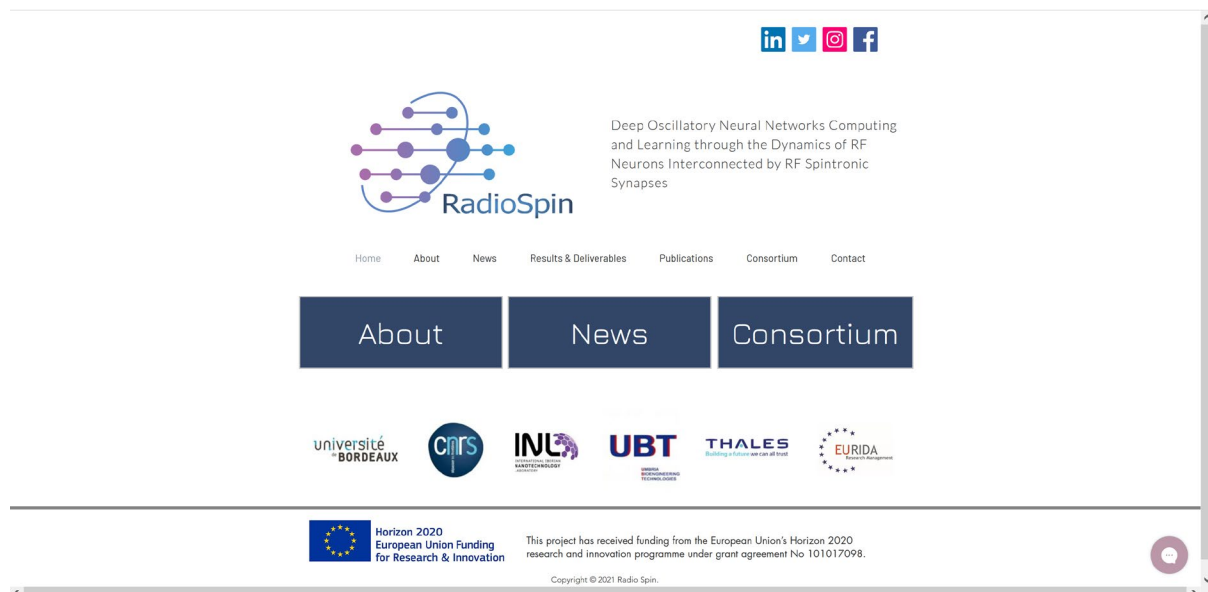 Deep Oscillatory Neural Networks Computing
and Learning through the Dynamics of RF
Neurons Interconnected by RF Spintronic
Synapses
RadioSpin
Home About News Results & Deliverables Publications Consortium Contact
About News Consortium
université
de BORDEAUX
cnrs
INL
INTERNATIONAL IBERIAN
NANOTECHNOLOGY
LABORATORY
UBT
UMBRIA
BIOENGINEERING
TECHNOLOGIES
THALES
Building a future we can all trust
EURIDA
Research Management
Horizon 2020
European Union Funding
for Research & Innovation
This project has received funding from the European Union's Horizon 2020
research and innovation programme under grant agreement No 101017098.
Copyright © 2021 Radio Spin.